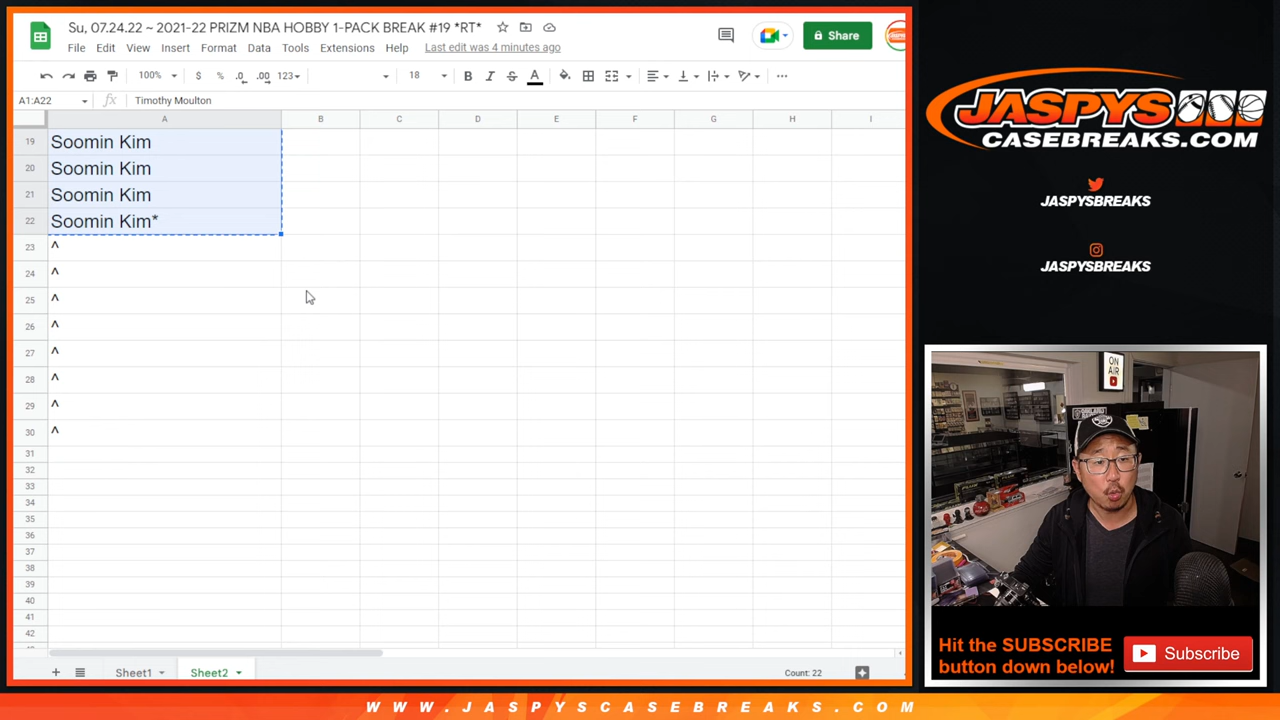 Su, 07.24.22 ~ 2021-22 PRIZM NBA HOBBY 1-PACK BREAK #19 *RT*
File Edit View Insert Format Data Tools Extensions Help Last edit was 4 minutes ago
Share
100% $ % .0 .00 123 18 B I S A
A1:A22 fx Timothy Moulton
A B C D E F G H I
19 Soomin Kim
20 Soomin Kim
21 Soomin Kim
22 Soomin Kim*
23 ^
24 ^
25 ^
26 ^
27 ^
28 ^
29 ^
30 ^
31
32
33
34
35
36
37
38
39
40
41
42
Sheet1 Sheet2 Count: 22
JASPYS
CASEBREAKS.COM
JASPYSBREAKS
JASPYSBREAKS
ON
AIR
Hit the SUBSCRIBE
button down below!
Subscribe
WWW.JASPYSCASEBREAKS.COM